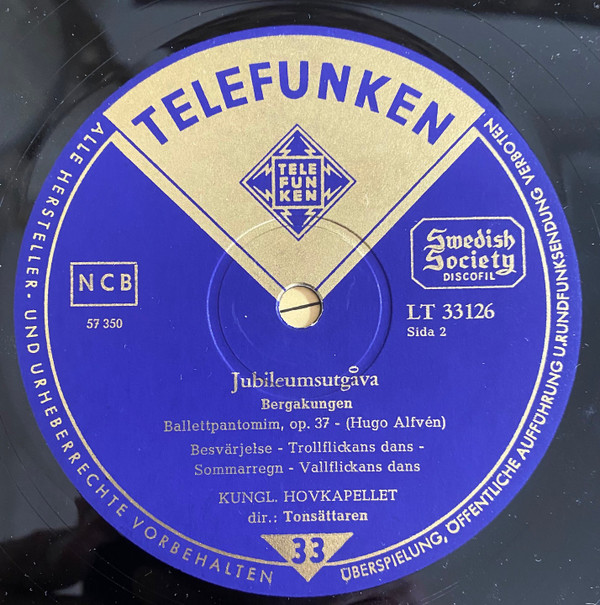 TELEFUNKEN
TELE
FUN
KEN
NCB
57 350
Swedish
Society
DISCOFIL
LT 33126
Sida 2
Jubileumsutgåva
Bergakungen
Ballettpantomim, op. 37 - (Hugo Alfvén)
Besvärjelse - Trollflickans dans -
Sommarregn - Vallflickans dans
KUNGL. HOVKAPELLET
dir.: Tonsättaren
33
ALLE HERSTELLER- UND URHEBERRECHTE VORBEHALTEN
ÜBERSPIELUNG, ÖFFENTLICHE AUFFÜHRUNG U. RUNDFUNKSENDUNG VERBOTEN